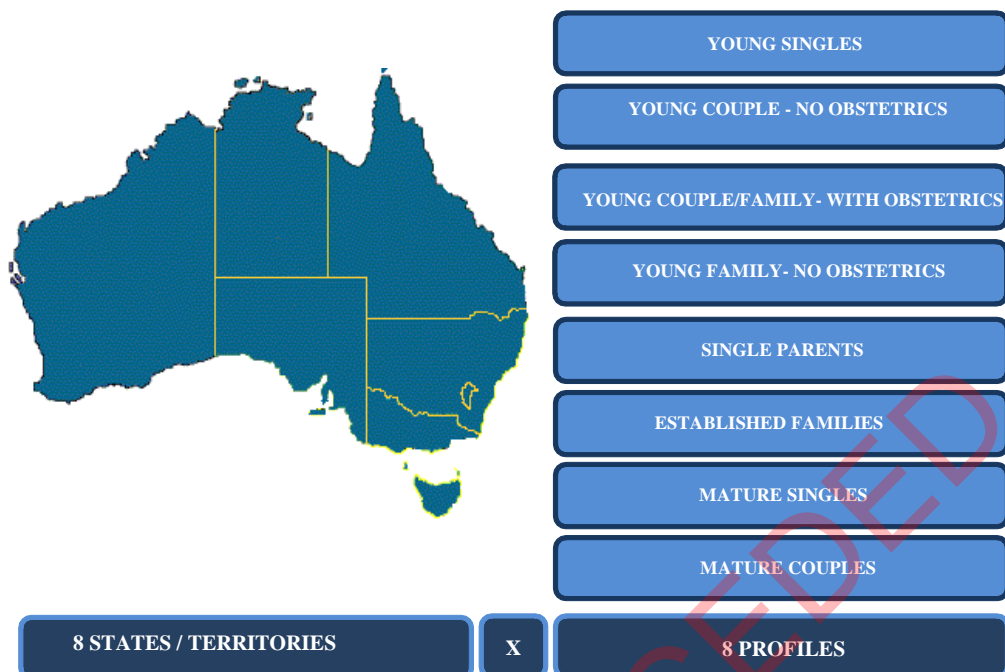 YOUNG SINGLES
YOUNG COUPLE - NO OBSTETRICS
YOUNG COUPLE/FAMILY- WITH OBSTETRICS
YOUNG FAMILY- NO OBSTETRICS
SINGLE PARENTS
ESTABLISHED FAMILIES
MATURE SINGLES
MATURE COUPLES
8 STATES / TERRITORIES
X
8 PROFILES